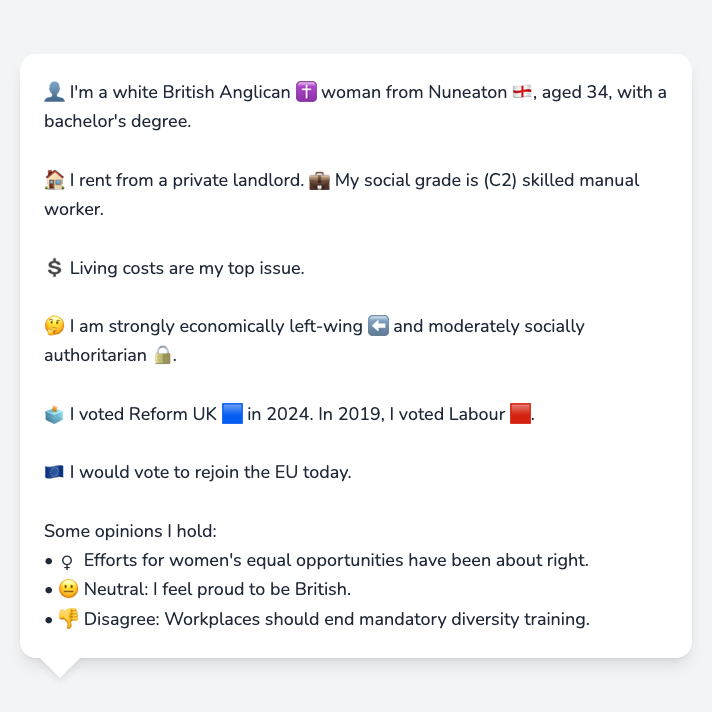 👤 I'm a white British Anglican ✝️ woman from Nuneaton 🏴󠁧󠁢󠁥󠁮󠁧󠁿, aged 34, with a
bachelor's degree.
🏠 I rent from a private landlord. 💼 My social grade is (C2) skilled manual
worker.
💲 Living costs are my top issue.
🤔 I am strongly economically left-wing ⬅️ and moderately socially
authoritarian 🔒.
🗳️ I voted Reform UK 🟦 in 2024. In 2019, I voted Labour 🟥.
🇪🇺 I would vote to rejoin the EU today.
Some opinions I hold:
• ♀ Efforts for women's equal opportunities have been about right.
• 😐 Neutral: I feel proud to be British.
• 👎 Disagree: Workplaces should end mandatory diversity training.